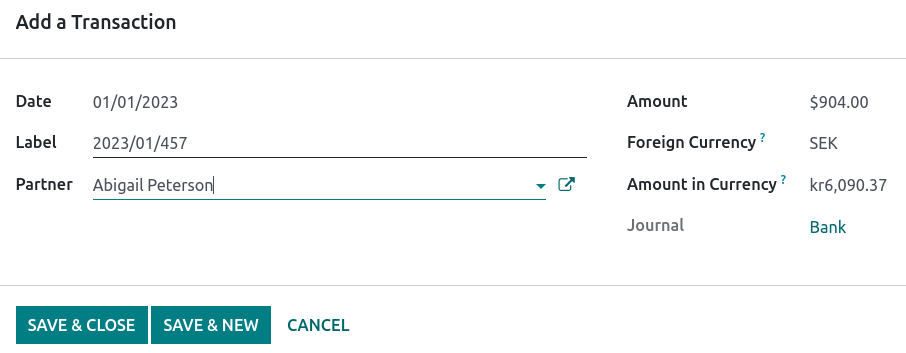 Add a Transaction
Date 01/01/2023 Amount $904.00
Label 2023/01/457 Foreign Currency ? SEK
Partner Abigail Peterson Amount in Currency ? kr6,090.37
Journal Bank
SAVE & CLOSE SAVE & NEW CANCEL